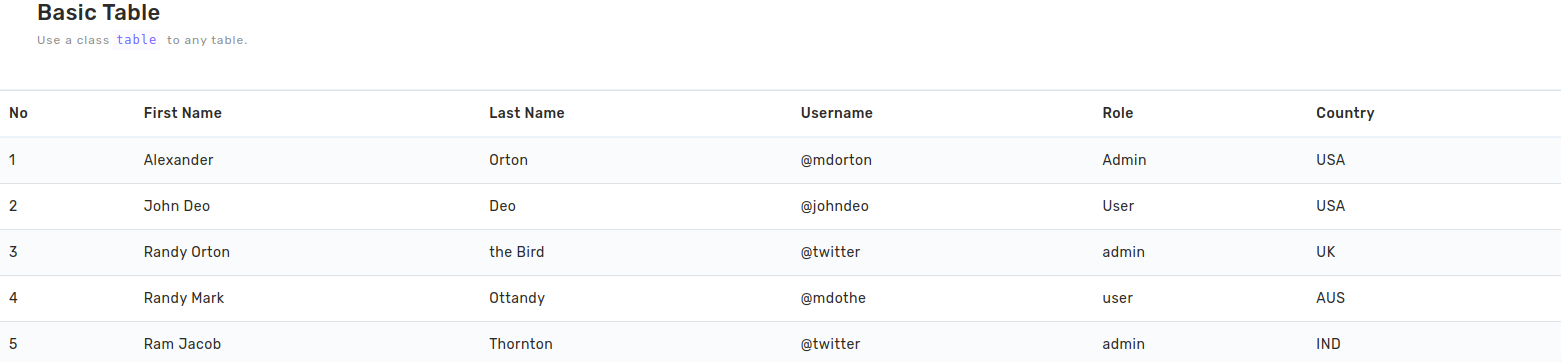 Basic Table
Use a class table to any table.
No First Name Last Name Username Role Country
1 Alexander Orton @mdorton Admin USA
2 John Deo Deo @johndeo User USA
3 Randy Orton the Bird @twitter admin UK
4 Randy Mark Ottandy @mdothe user AUS
5 Ram Jacob Thornton @twitter admin IND